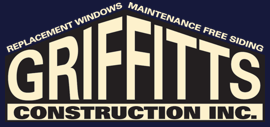 REPLACEMENT WINDOWS MAINTENANCE FREE SIDING
GRIFFITTS
CONSTRUCTION INC.